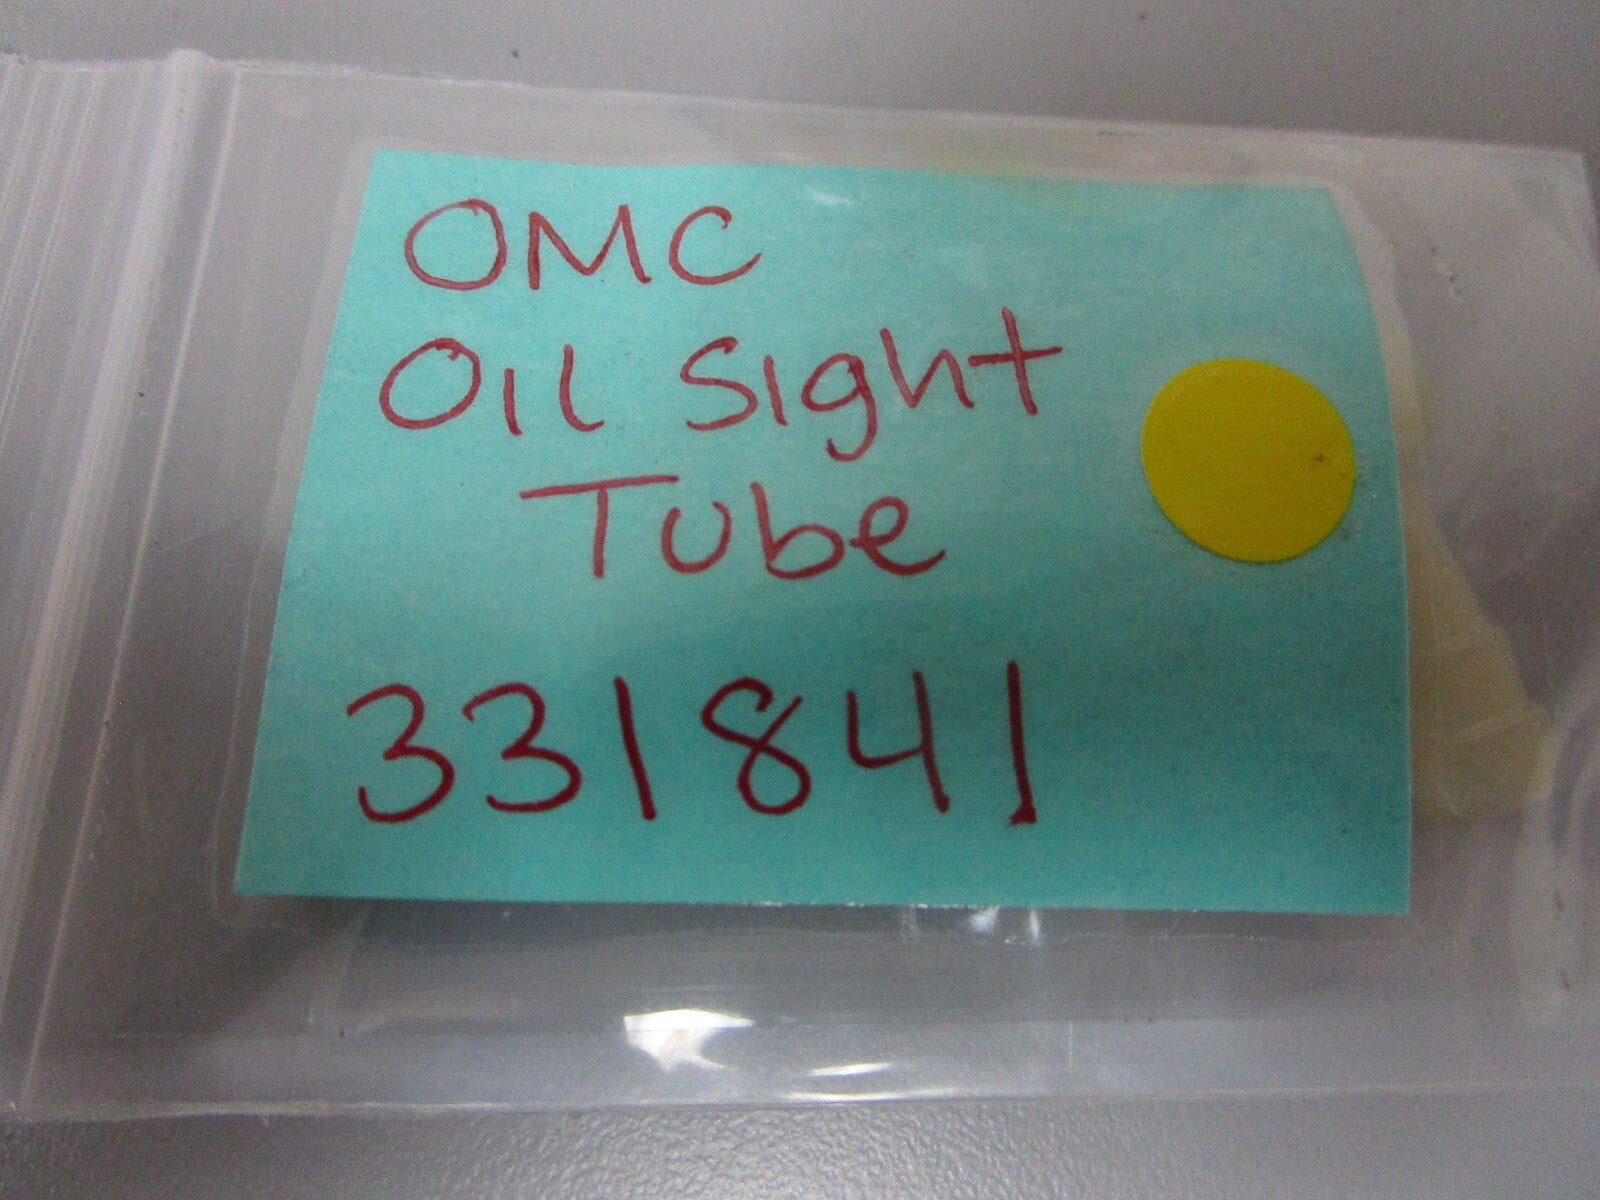 OMC
Oil Sight
Tube
331841